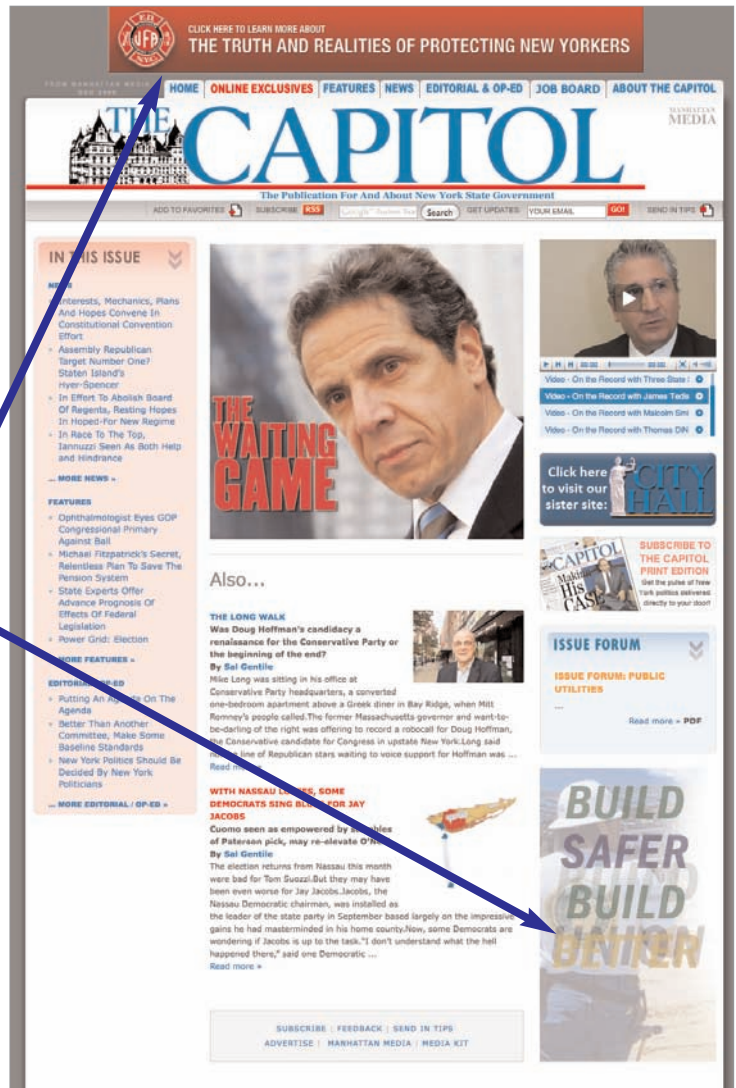 CLICK HERE TO LEARN MORE ABOUT
THE TRUTH AND REALITIES OF PROTECTING NEW YORKERS
UFA
FROM MANHATTAN MEDIA
HOME
ONLINE EXCLUSIVES
FEATURES
NEWS
EDITORIAL & OP-ED
JOB BOARD
ABOUT THE CAPITOL
THE CAPITOL
MANHATTAN
MEDIA
The Publication For And About New York State Government
ADD TO FAVORITES
SUBSCRIBE RSS
Search
GET UPDATES
YOUR EMAIL
GO!
SEND IN TIPS
IN THIS ISSUE
NEWS
Interests, Mechanics, Plans
And Hopes Convene In
Constitutional Convention
Effort
Assembly Republican
Target Number One?
Staten Island's
Hyer-Spencer
In Effort To Abolish Board
Of Regents, Resting Hopes
In Hoped-For New Regime
In Race To The Top,
Iannuzzi Seen As Both Help
and Hindrance
... MORE NEWS »
FEATURES
Ophthalmologist Eyes GOP
Congressional Primary
Against Ball
Michael Fitzpatrick's Secret,
Relentless Plan To Save The
Pension System
State Experts Offer
Advance Prognosis Of
Effects Of Federal
Legislation
Power Grid: Election
MORE FEATURES »
EDITORIAL / OP-ED
Putting An Agenda On The
Agenda
Better Than Another
Committee, Make Some
Baseline Standards
New York Politics Should Be
Decided By New York
Politicians
... MORE EDITORIAL / OP-ED »
THE
WAITING
GAME
Also...
THE LONG WALK
Was Doug Hoffman's candidacy a
renaissance for the Conservative Party or
the beginning of the end?
By Sal Gentile
Mike Long was sitting in his office at
Conservative Party headquarters, a converted
one-bedroom apartment above a Greek diner in Bay Ridge, when Mitt
Romney's people called.The former Massachusetts governor and want-to-
be-darling of the right was offering to record a robocall for Doug Hoffman,
the Conservative candidate for Congress in upstate New York.Long said
line of Republican stars waiting to voice support for Hoffman was ...
Read more »
WITH NASSAU LOSSES, SOME
DEMOCRATS SING BLUES FOR JAY
JACOBS
Cuomo seen as empowered by
of Paterson pick, may re-elevate
By Sal Gentile
The election returns from Nassau this month
were bad for Tom Suozzi.But they may have
been even worse for Jay Jacobs.Jacobs, the
Nassau Democratic chairman, was installed as
the leader of the state party in September based largely on the impressive
gains he had masterminded in his home county.Now, some Democrats are
wondering if Jacobs is up to the task."I don't understand what the hell
happened there," said one Democratic ...
Read more »
SUBSCRIBE | FEEDBACK | SEND IN TIPS
ADVERTISE | MANHATTAN MEDIA | MEDIA KIT
Video - On the Record with Three State
Video - On the Record with James Tedis
Video - On the Record with Malcolm Smi
Video - On the Record with Thomas DiN
Click here
to visit our
sister site:
CITY
HALL
CAPITOL
Making
His
CASE
SUBSCRIBE TO
THE CAPITOL
PRINT EDITION
Get the pulse of New
York politics delivered
directly to your door!
ISSUE FORUM
ISSUE FORUM: PUBLIC
UTILITIES
...
Read more » PDF
BUILD
SAFER
BUILD
BETTER
BUILD
UNION